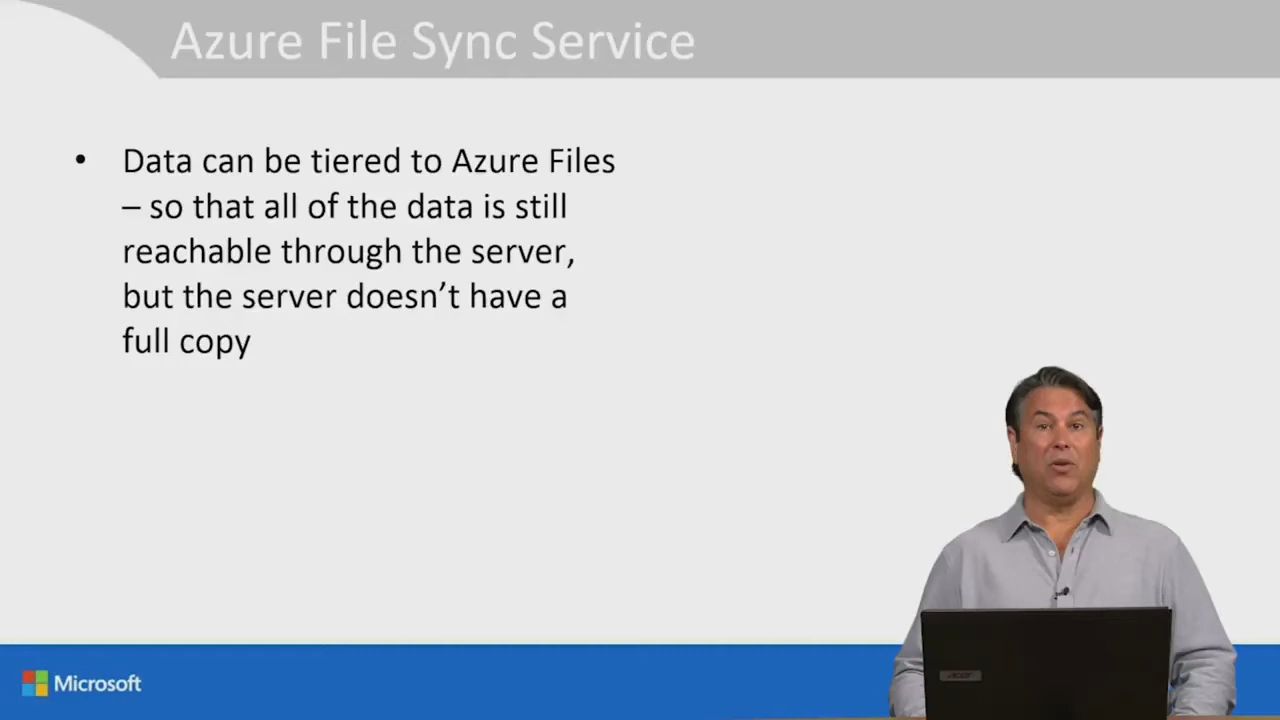 Azure File Sync Service
• Data can be tiered to Azure Files
– so that all of the data is still
reachable through the server,
but the server doesn’t have a
full copy
acer
Microsoft